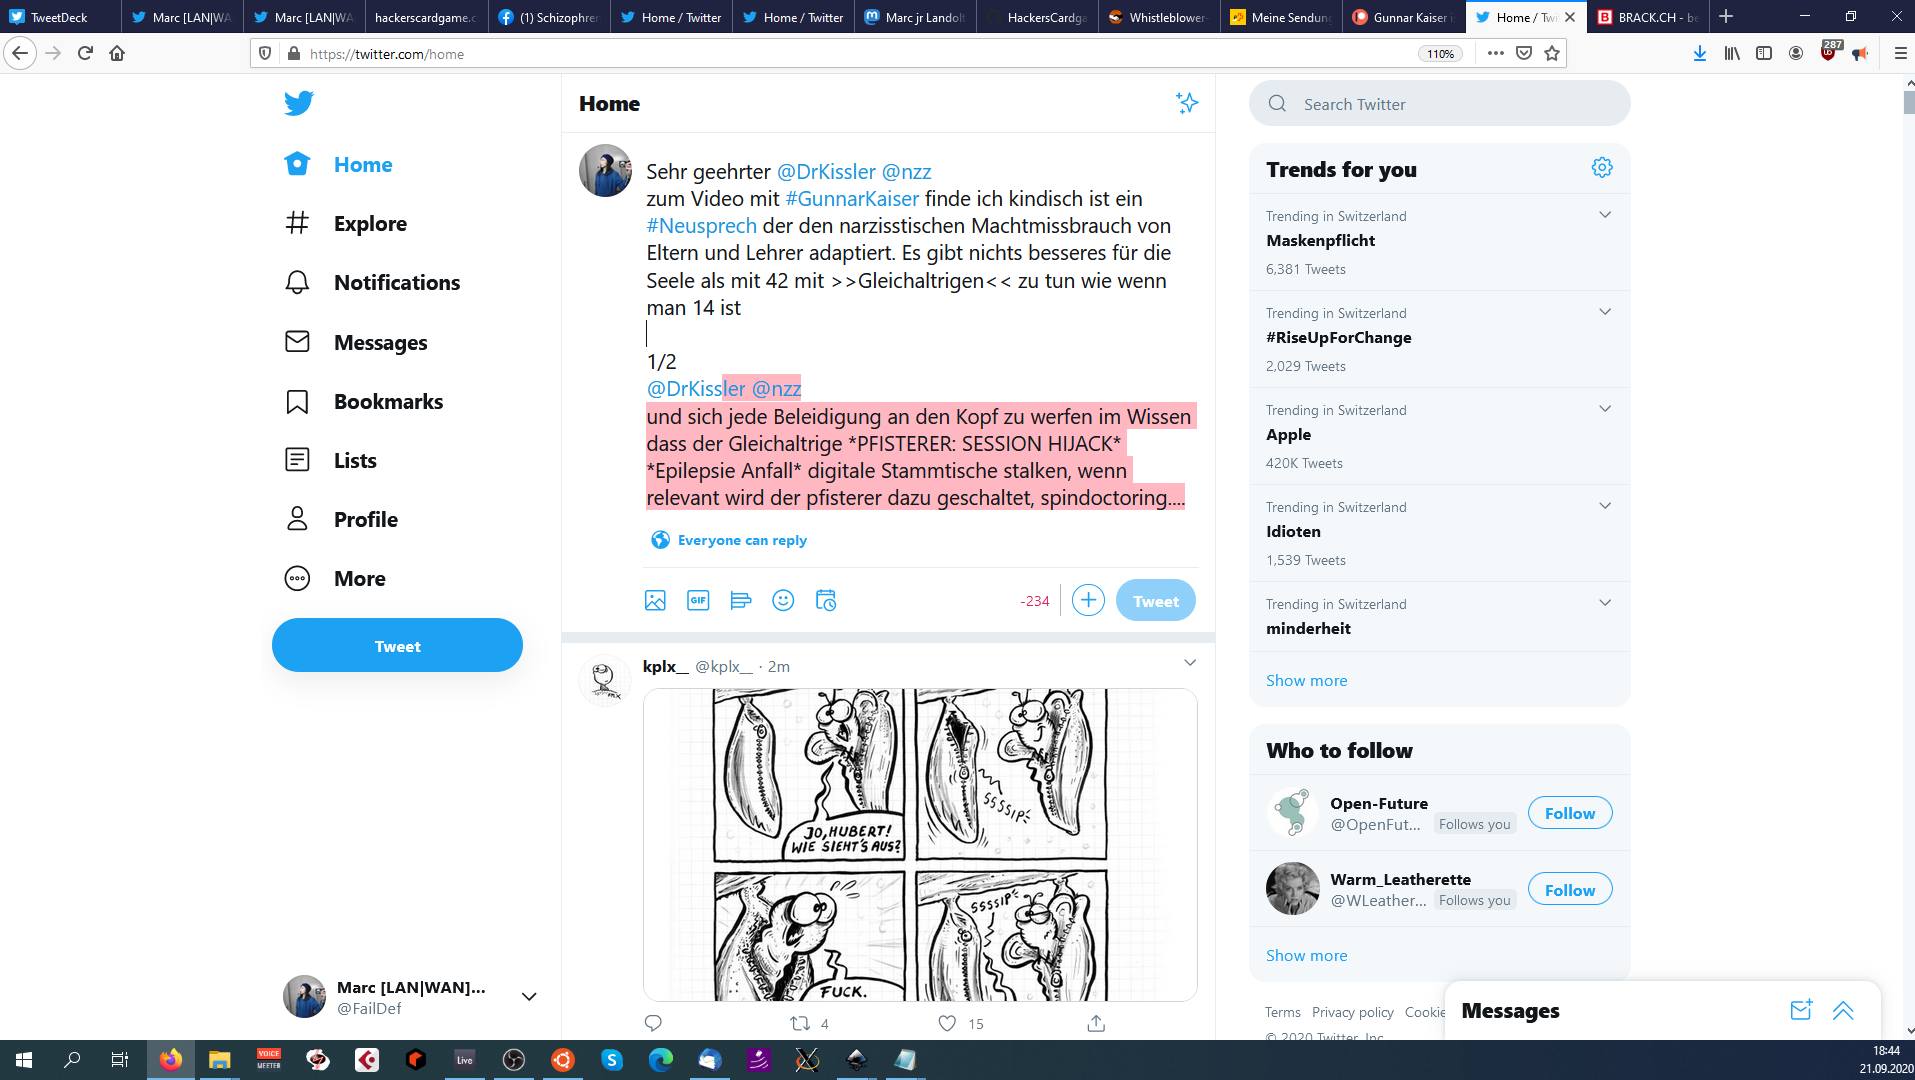 TweetDeck
Marc [LAN|WA
Marc [LAN|WA
hackerscardgame.c
(1) Schizophren
Home / Twitter
Home / Twitter
Marc jr Landolt
HackersCardga
Whistleblower-
Meine Sendung
Gunnar Kaiser i
Home / Twi
BRACK.CH - be
https://twitter.com/home
110%
287
Home
Explore
Notifications
Messages
Bookmarks
Lists
Profile
More
Tweet
Marc [LAN|WAN]...
@FailDef
Home
Sehr geehrter @DrKissler @nzz
zum Video mit #GunnarKaiser finde ich kindisch ist ein
#Neusprech der den narzisstischen Machtmissbrauch von
Eltern und Lehrer adaptiert. Es gibt nichts besseres für die
Seele als mit 42 mit >>Gleichaltrigen<< zu tun wie wenn
man 14 ist
1/2
@DrKissler @nzz
und sich jede Beleidigung an den Kopf zu werfen im Wissen
dass der Gleichaltrige *PFISTERER: SESSION HIJACK*
*Epilepsie Anfall* digitale Stammtische stalken, wenn
relevant wird der pfisterer dazu geschaltet, spindoctoring....
Everyone can reply
GIF
-234
Tweet
kplx__ @kplx__ · 2m
JO, HUBERT!
WIE SIEHT'S AUS?
SSSSIP
FUCK.
SSSSIP
4
15
Search Twitter
Trends for you
Trending in Switzerland
Maskenpflicht
6,381 Tweets
Trending in Switzerland
#RiseUpForChange
2,029 Tweets
Trending in Switzerland
Apple
420K Tweets
Trending in Switzerland
Idioten
1,539 Tweets
Trending in Switzerland
minderheit
Show more
Who to follow
Open-Future
@OpenFut... Follows you
Follow
Warm_Leatherette
@WLeather... Follows you
Follow
Show more
Terms Privacy policy Cookie
© 2020 Twitter, Inc.
Messages
VOICE
MEETER
Live
18:44
21.09.2020